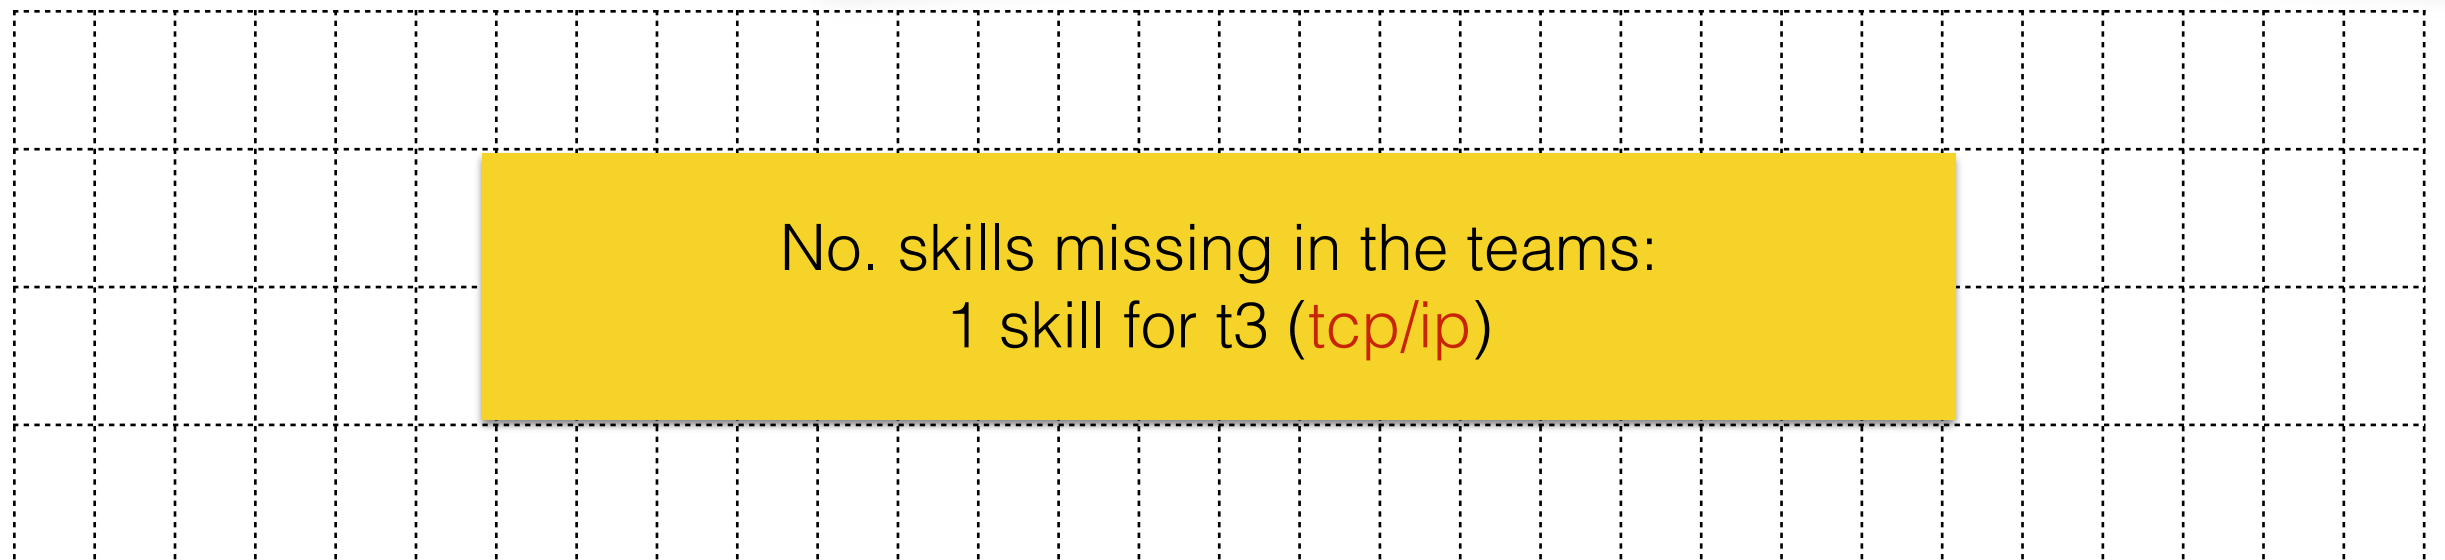 No. skills missing in the teams:
1 skill for t3 (tcp/ip)